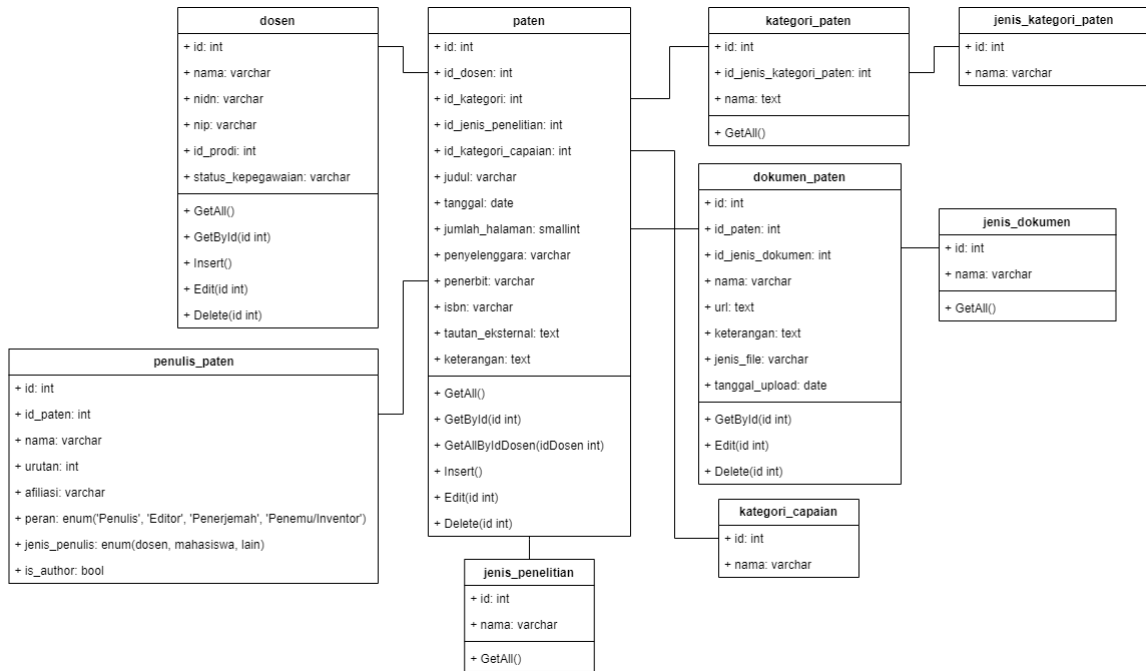 dosen
+ id: int
+ nama: varchar
+ nidn: varchar
+ nip: varchar
+ id_prodi: int
+ status_kepegawaian: varchar
+ GetAll()
+ GetById(id int)
+ Insert()
+ Edit(id int)
+ Delete(id int)
paten
+ id: int
+ id_dosen: int
+ id_kategori: int
+ id_jenis_penelitian: int
+ id_kategori_capaian: int
+ judul: varchar
+ tanggal: date
+ jumlah_halaman: smallint
+ penyelenggara: varchar
+ penerbit: varchar
+ isbn: varchar
+ tautan_eksternal: text
+ keterangan: text
+ GetAll()
+ GetById(id int)
+ GetAllByIdDosen(idDosen int)
+ Insert()
+ Edit(id int)
+ Delete(id int)
kategori_paten
+ id: int
+ id_jenis_kategori_paten: int
+ nama: text
+ GetAll()
jenis_kategori_paten
+ id: int
+ nama: varchar
dokumen_paten
+ id: int
+ id_paten: int
+ id_jenis_dokumen: int
+ nama: varchar
+ url: text
+ keterangan: text
+ jenis_file: varchar
+ tanggal_upload: date
+ GetById(id int)
+ Edit(id int)
+ Delete(id int)
jenis_dokumen
+ id: int
+ nama: varchar
+ GetAll()
penulis_paten
+ id: int
+ id_paten: int
+ nama: varchar
+ urutan: int
+ afiliasi: varchar
+ peran: enum('Penulis', 'Editor', 'Penerjemah', 'Penemu/Inventor')
+ jenis_penulis: enum(dosen, mahasiswa, lain)
+ is_author: bool
kategori_capaian
+ id: int
+ nama: varchar
jenis_penelitian
+ id: int
+ nama: varchar
+ GetAll()